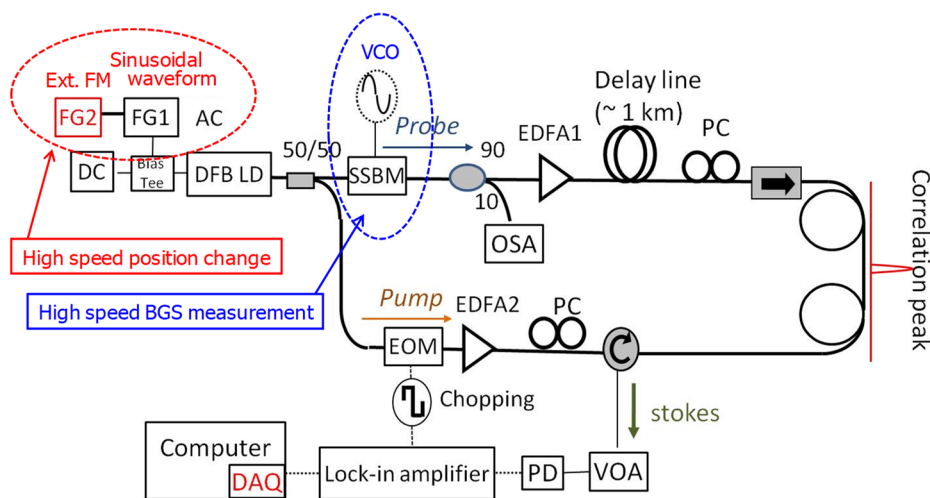 Sinusoidal
waveform
Ext. FM
FG2
FG1
AC
DC
Bias
Tee
DFB LD
50/50
VCO
SSBM
Probe
90
10
OSA
EDFA1
Delay line
(~ 1 km)
PC
High speed position change
High speed BGS measurement
Correlation peak
Pump
EDFA2
PC
EOM
Chopping
stokes
Computer
DAQ
Lock-in amplifier
PD
VOA